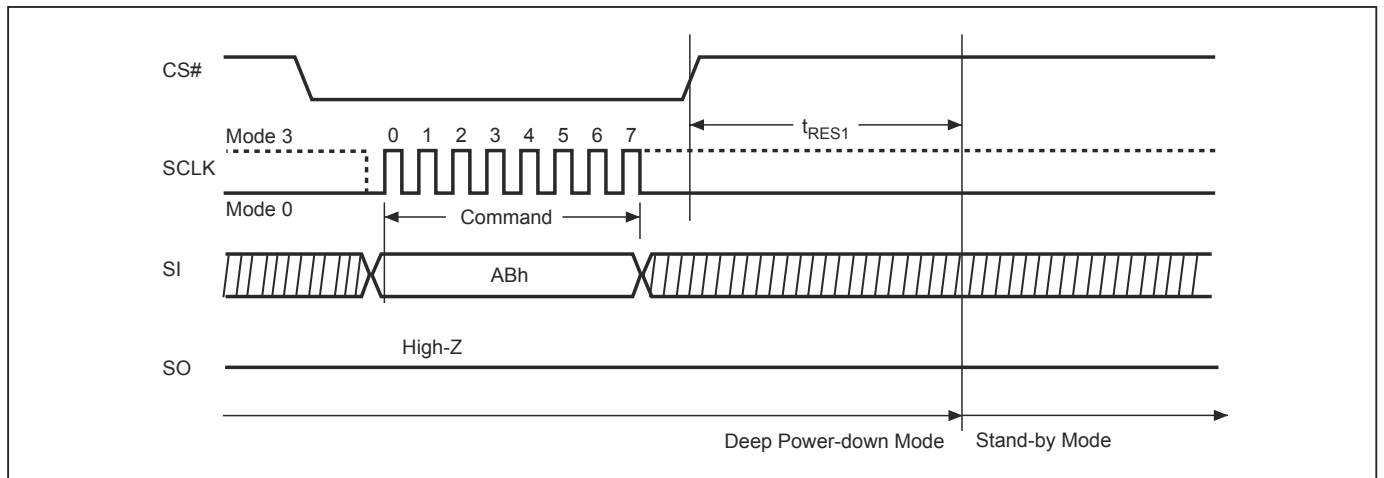 CS#
tRES1
Mode 3
0 1 2 3 4 5 6 7
SCLK
Mode 0
Command
SI
ABh
High-Z
SO
Deep Power-down Mode
Stand-by Mode